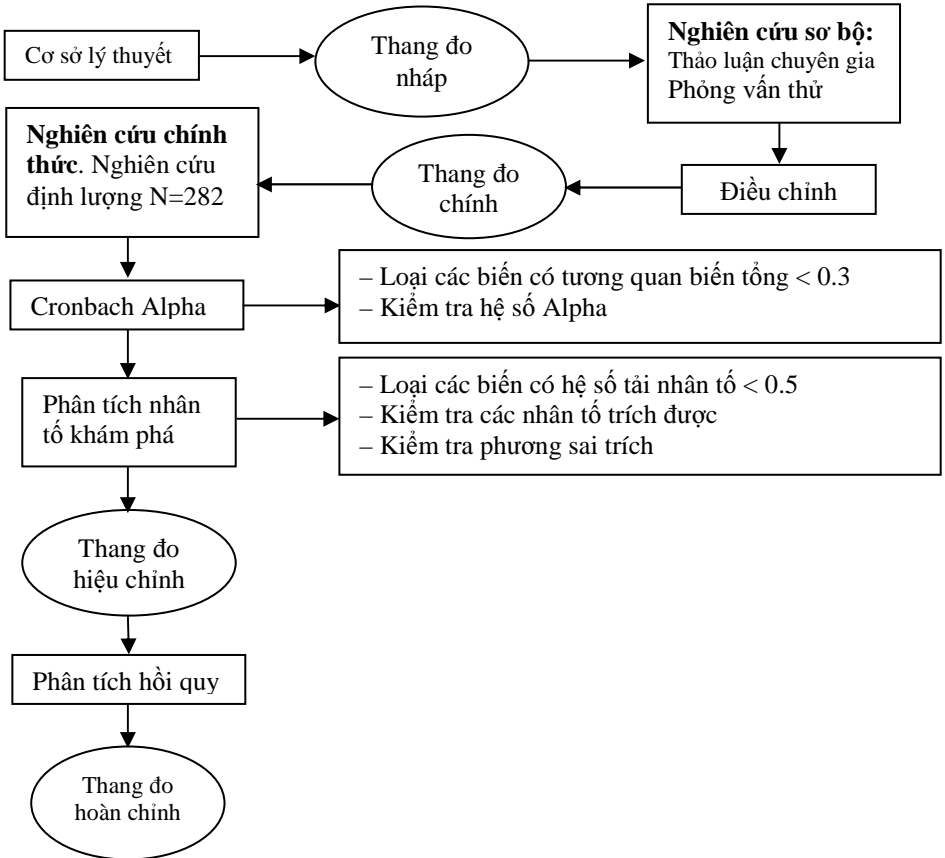 Cơ sở lý thuyết
Thang đo
nháp
Nghiên cứu sơ bộ:
Thảo luận chuyên gia
Phỏng vấn thử
Điều chỉnh
Thang đo
chính
Nghiên cứu chính
thức. Nghiên cứu
định lượng N=282
Cronbach Alpha
– Loại các biến có tương quan biến tổng < 0.3
– Kiểm tra hệ số Alpha
Phân tích nhân
tố khám phá
– Loại các biến có hệ số tải nhân tố < 0.5
– Kiểm tra các nhân tố trích được
– Kiểm tra phương sai trích
Thang đo
hiệu chỉnh
Phân tích hồi quy
Thang đo
hoàn chỉnh